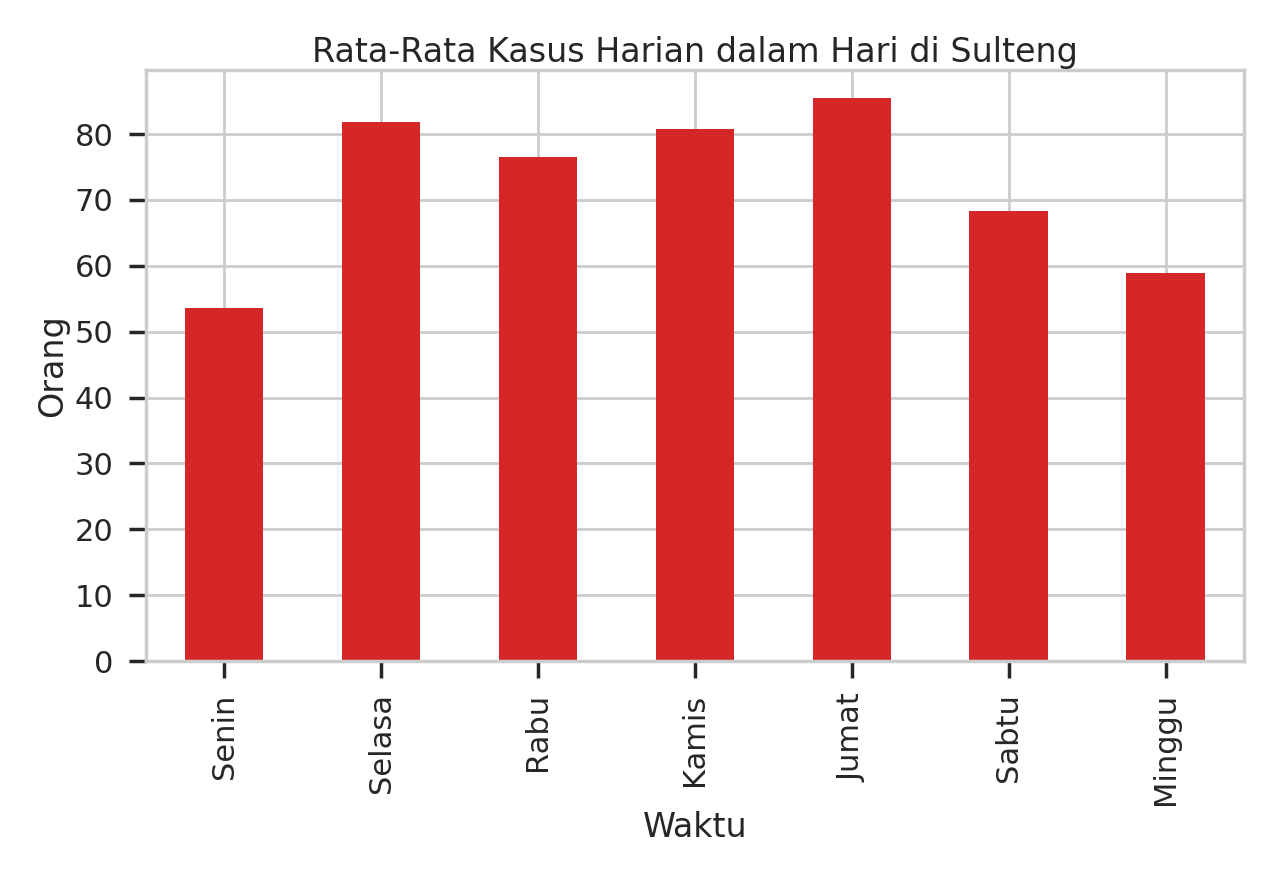 Rata-Rata Kasus Harian dalam Hari di Sulteng
Orang
80
70
60
50
40
30
20
10
0
Senin
Selasa
Rabu
Kamis
Jumat
Sabtu
Minggu
Waktu